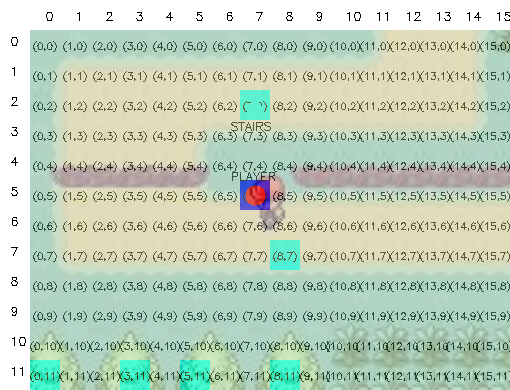 0 1 2 3 4 5 6 7 8 9 10 11 12 13 14 15
0 (0,0) (1,0) (2,0) (3,0) (4,0) (5,0) (6,0) (7,0) (8,0) (9,0) (10,0)(11,0)(12,0)(13,0)(14,0)(15,0)
1 (0,1) (1,1) (2,1) (3,1) (4,1) (5,1) (6,1) (7,1) (8,1) (9,1) (10,1)(11,1)(12,1)(13,1)(14,1)(15,1)
2 (0,2) (1,2) (2,2) (3,2) (4,2) (5,2) (6,2) (8,2) (9,2) (10,2)(11,2)(12,2)(13,2)(14,2)(15,2)
STAIRS
3 (0,3) (1,3) (2,3) (3,3) (4,3) (5,3) (6,3) (7,3) (8,3) (9,3) (10,3)(11,3)(12,3)(13,3)(14,3)(15,3)
4 (0,4) (1,4) (2,4) (3,4) (4,4) (5,4) (6,4) (7,4) (8,4) (9,4) (10,4)(11,4)(12,4)(13,4)(14,4)(15,4)
PLAYER
5 (0,5) (1,5) (2,5) (3,5) (4,5) (5,5) (6,5) (8,5) (9,5) (10,5)(11,5)(12,5)(13,5)(14,5)(15,5)
6 (0,6) (1,6) (2,6) (3,6) (4,6) (5,6) (6,6) (7,6) (8,6) (9,6) (10,6)(11,6)(12,6)(13,6)(14,6)(15,6)
7 (0,7) (1,7) (2,7) (3,7) (4,7) (5,7) (6,7) (7,7) (8,7) (9,7) (10,7)(11,7)(12,7)(13,7)(14,7)(15,7)
8 (0,8) (1,8) (2,8) (3,8) (4,8) (5,8) (6,8) (7,8) (8,8) (9,8) (10,8)(11,8)(12,8)(13,8)(14,8)(15,8)
9 (0,9) (1,9) (2,9) (3,9) (4,9) (5,9) (6,9) (7,9) (8,9) (9,9) (10,9)(11,9)(12,9)(13,9)(14,9)(15,9)
10 (0,10)(1,10)(2,10)(3,10)(4,10)(5,10)(6,10)(7,10)(8,10)(9,10)(10,10)(11,10)(12,10)(13,10)(14,10)(15,10)
11 (0,11)(1,11)(2,11)(3,11)(4,11)(5,11)(6,11)(7,11)(8,11)(9,11)(10,11)(11,11)(12,11)(13,11)(14,11)(15,11)